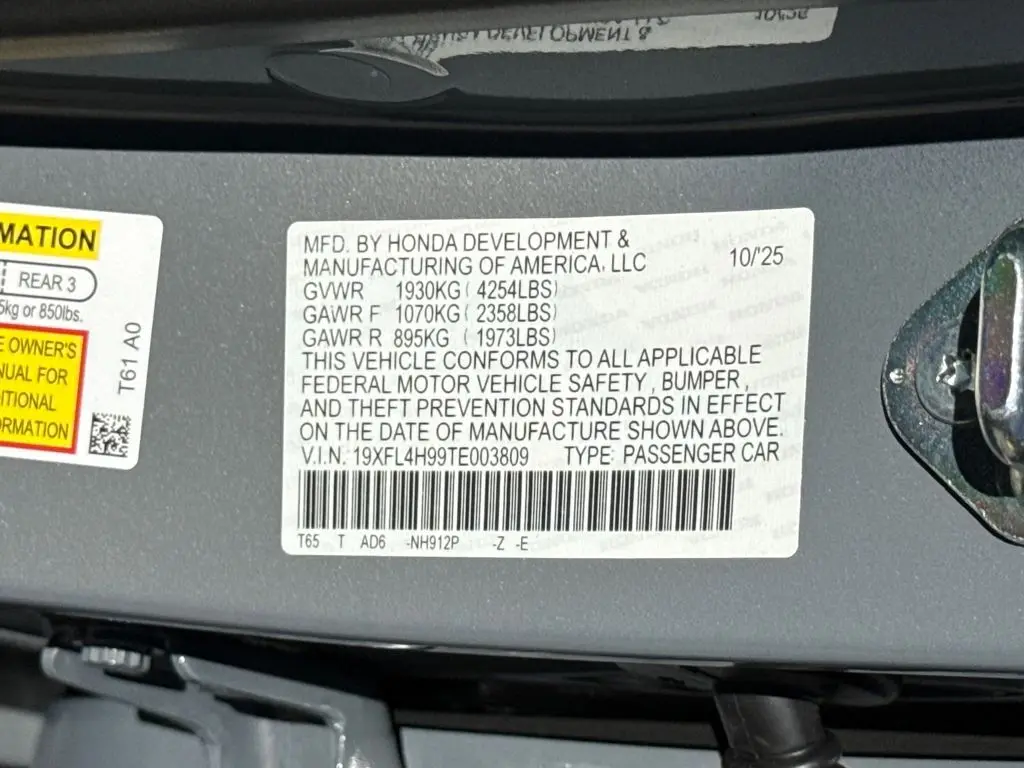 MATION
REAR 3
5kg or 850lbs.
E OWNER'S
NUAL FOR
DITIONAL
ORMATION
T61 A0
MFD. BY HONDA DEVELOPMENT &
MANUFACTURING OF AMERICA, LLC 10/'25
GVWR 1930KG ( 4254LBS)
GAWR F 1070KG ( 2358LBS)
GAWR R 895KG ( 1973LBS)
THIS VEHICLE CONFORMS TO ALL APPLICABLE
FEDERAL MOTOR VEHICLE SAFETY, BUMPER,
AND THEFT PREVENTION STANDARDS IN EFFECT
ON THE DATE OF MANUFACTURE SHOWN ABOVE.
V.I.N. 19XFL4H99TE003809 TYPE: PASSENGER CAR
T65 T AD6 -NH912P -Z -E